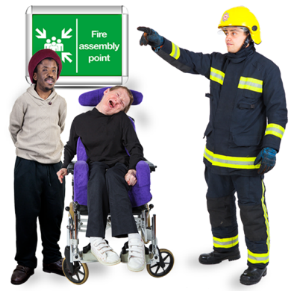 Fire
assembly
point